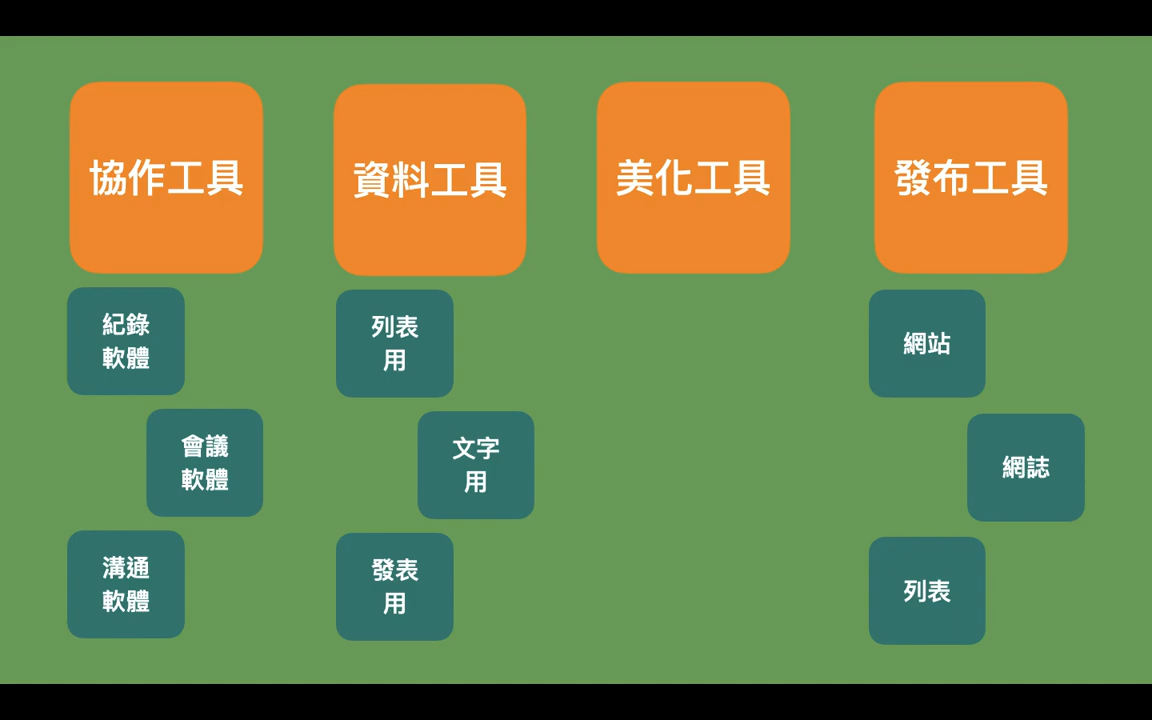 協作工具
資料工具
美化工具
發布工具
紀錄
軟體
會議
軟體
溝通
軟體
列表
用
文字
用
發表
用
網站
網誌
列表